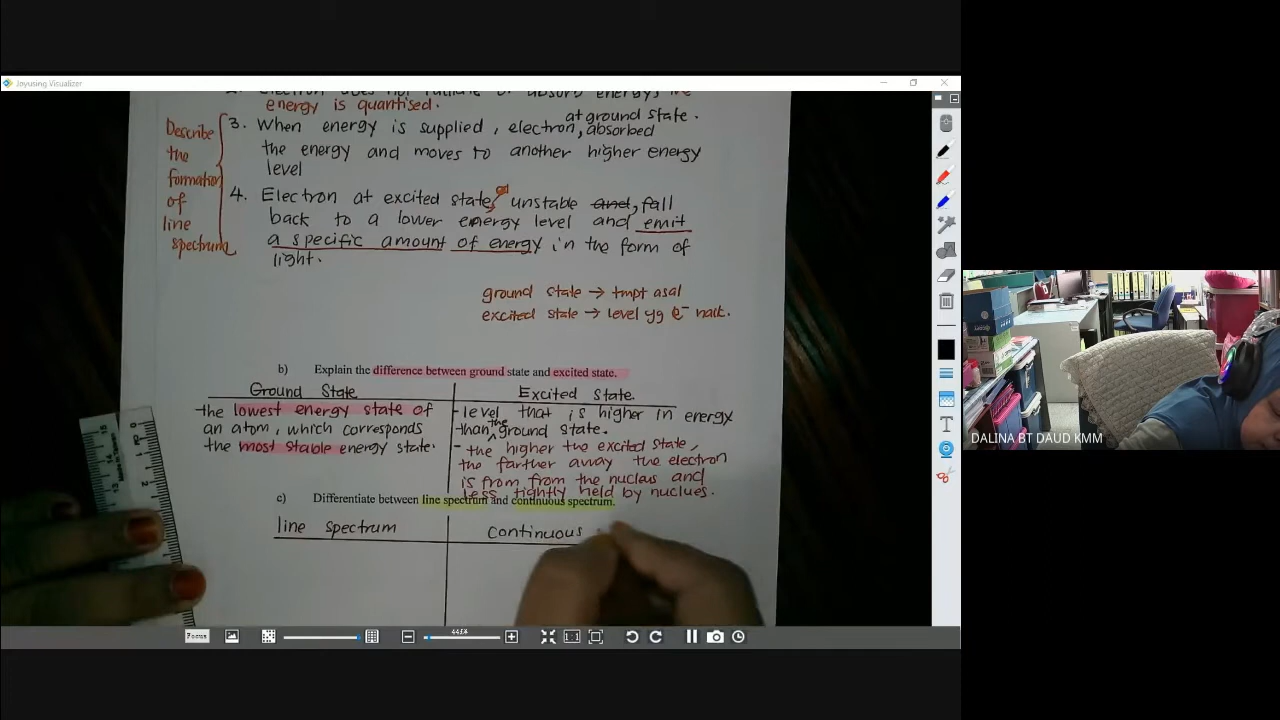 Joyusing Visualizer
energy is quantised.
at ground state.
3. When energy is supplied, electron, absorbed
the energy and moves to another higher energy
level
Describe
the
formation
of
line
spectrum
4. Electron at excited state unstable and, fall
back to a lower energy level and emit
a specific amount of energy in the form of
light.
ground state → tmpt asal
excited state → level yg e⁻ naik.
b) Explain the difference between ground state and excited state.
Ground State
Excited State
the lowest energy state of
an atom, which corresponds
the most stable energy state.
- level that is higher in energy
than the ground state.
- the higher the excited state,
the farther away the electron
is from from the nucleus and
less tightly held by nuclues.
c) Differentiate between line spectrum and continuous spectrum.
line spectrum
Continuous
Focus
44%
1:1
DALINA BT DAUD KMM